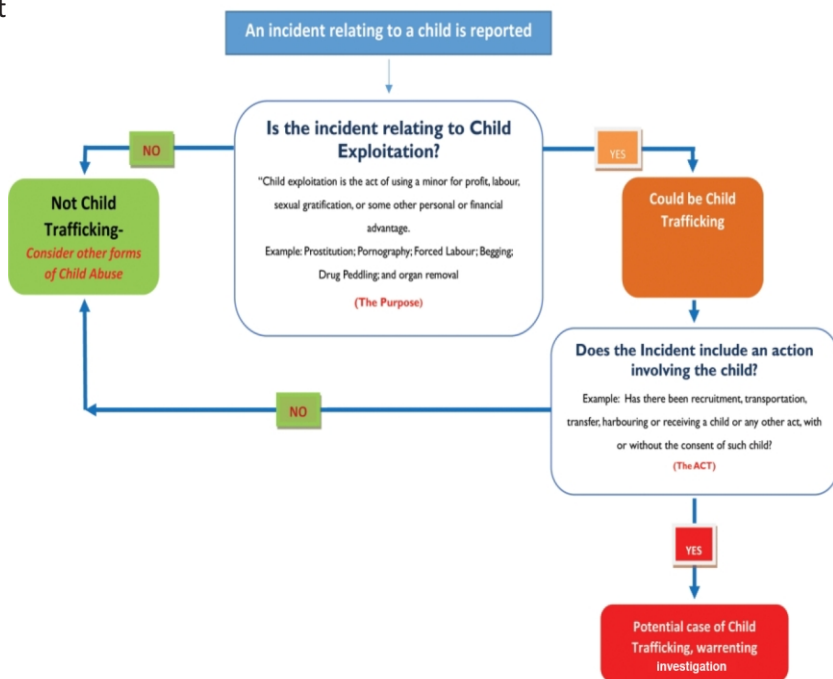 t
An incident relating to a child is reported
Is the incident relating to Child
Exploitation?
"Child exploitation is the act of using a minor for profit, labour,
sexual gratification, or some other personal or financial
advantage.
Example: Prostitution; Pornography; Forced Labour; Begging;
Drug Peddling; and organ removal
(The Purpose)
NO
Not Child
Trafficking-
Consider other forms
of Child Abuse
YES
Could be Child
Trafficking
Does the Incident include an action
involving the child?
Example: Has there been recruitment, transportation,
transfer, harbouring or receiving a child or any other act, with
or without the consent of such child?
(The ACT)
NO
YES
Potential case of Child
Trafficking, warrenting
investigation